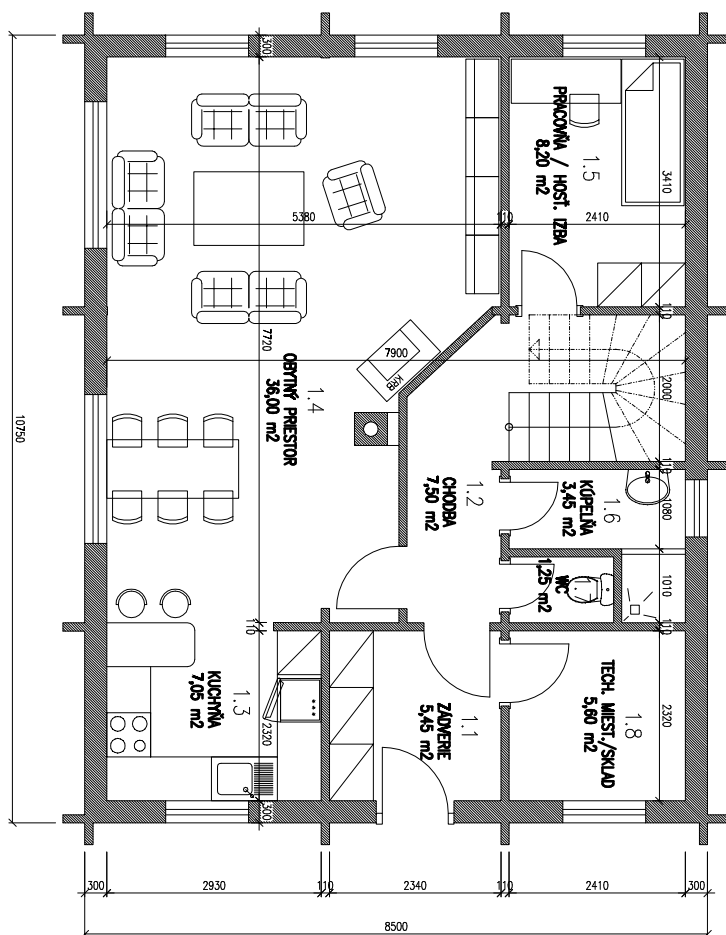 300
3410
1.5
PRACOVŇA / HOSŤ. IZBA
8,20 m2
5380
110
2410
110
7720
7900
2000
KRB
1.4
OBYTNÝ PRIESTOR
36,00 m2
10750
110
1.2
CHODBA
7,50 m2
1.6
KÚPEĽŇA
3,45 m2
1080
WC
1,25 m2
1010
110
110
1.3
KUCHYŇA
7,05 m2
2320
1.1
ZÁDVERIE
5,45 m2
1.8
TECH. MIEST./SKLAD
5,60 m2
2320
300
300
2930
110
2340
110
2410
300
8500